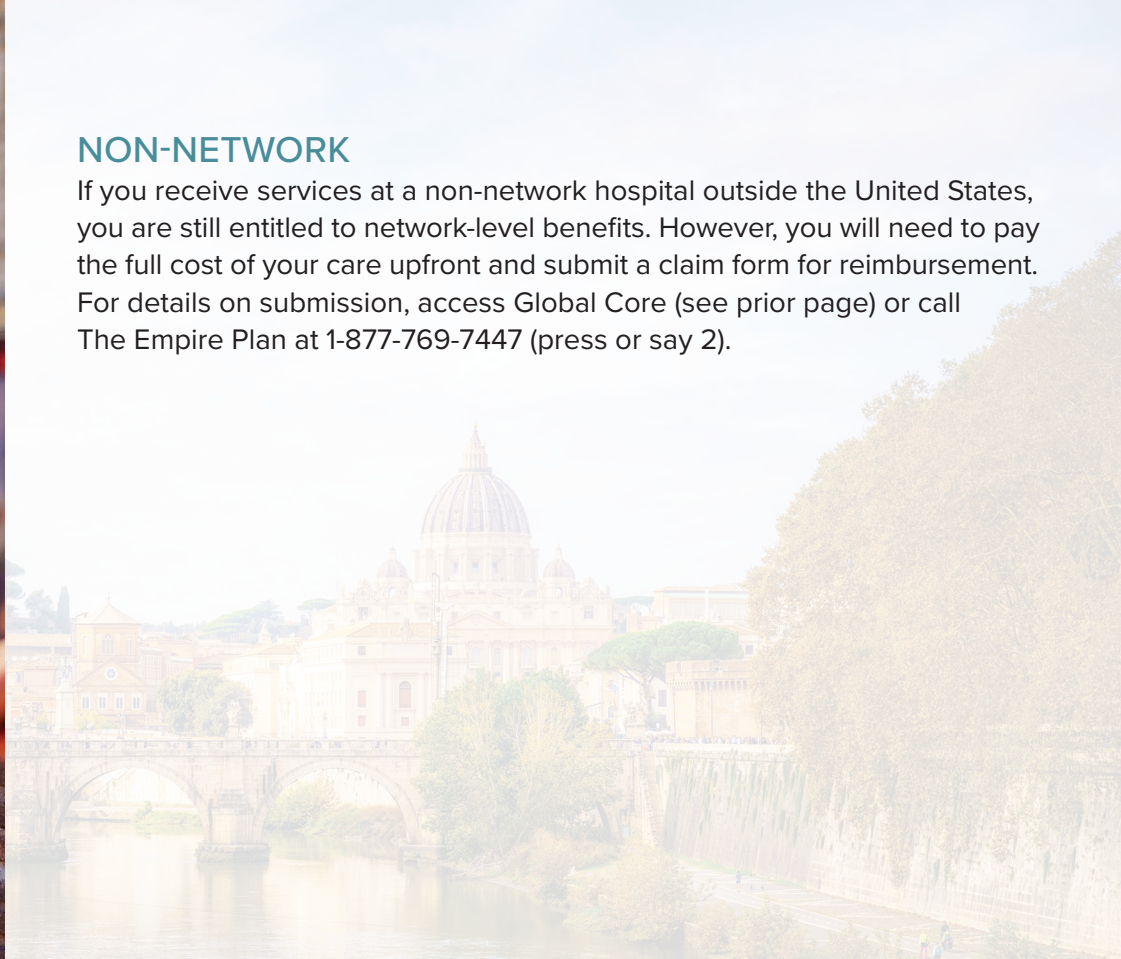 NON-NETWORK
If you receive services at a non-network hospital outside the United States,
you are still entitled to network-level benefits. However, you will need to pay
the full cost of your care upfront and submit a claim form for reimbursement.
For details on submission, access Global Core (see prior page) or call
The Empire Plan at 1-877-769-7447 (press or say 2).